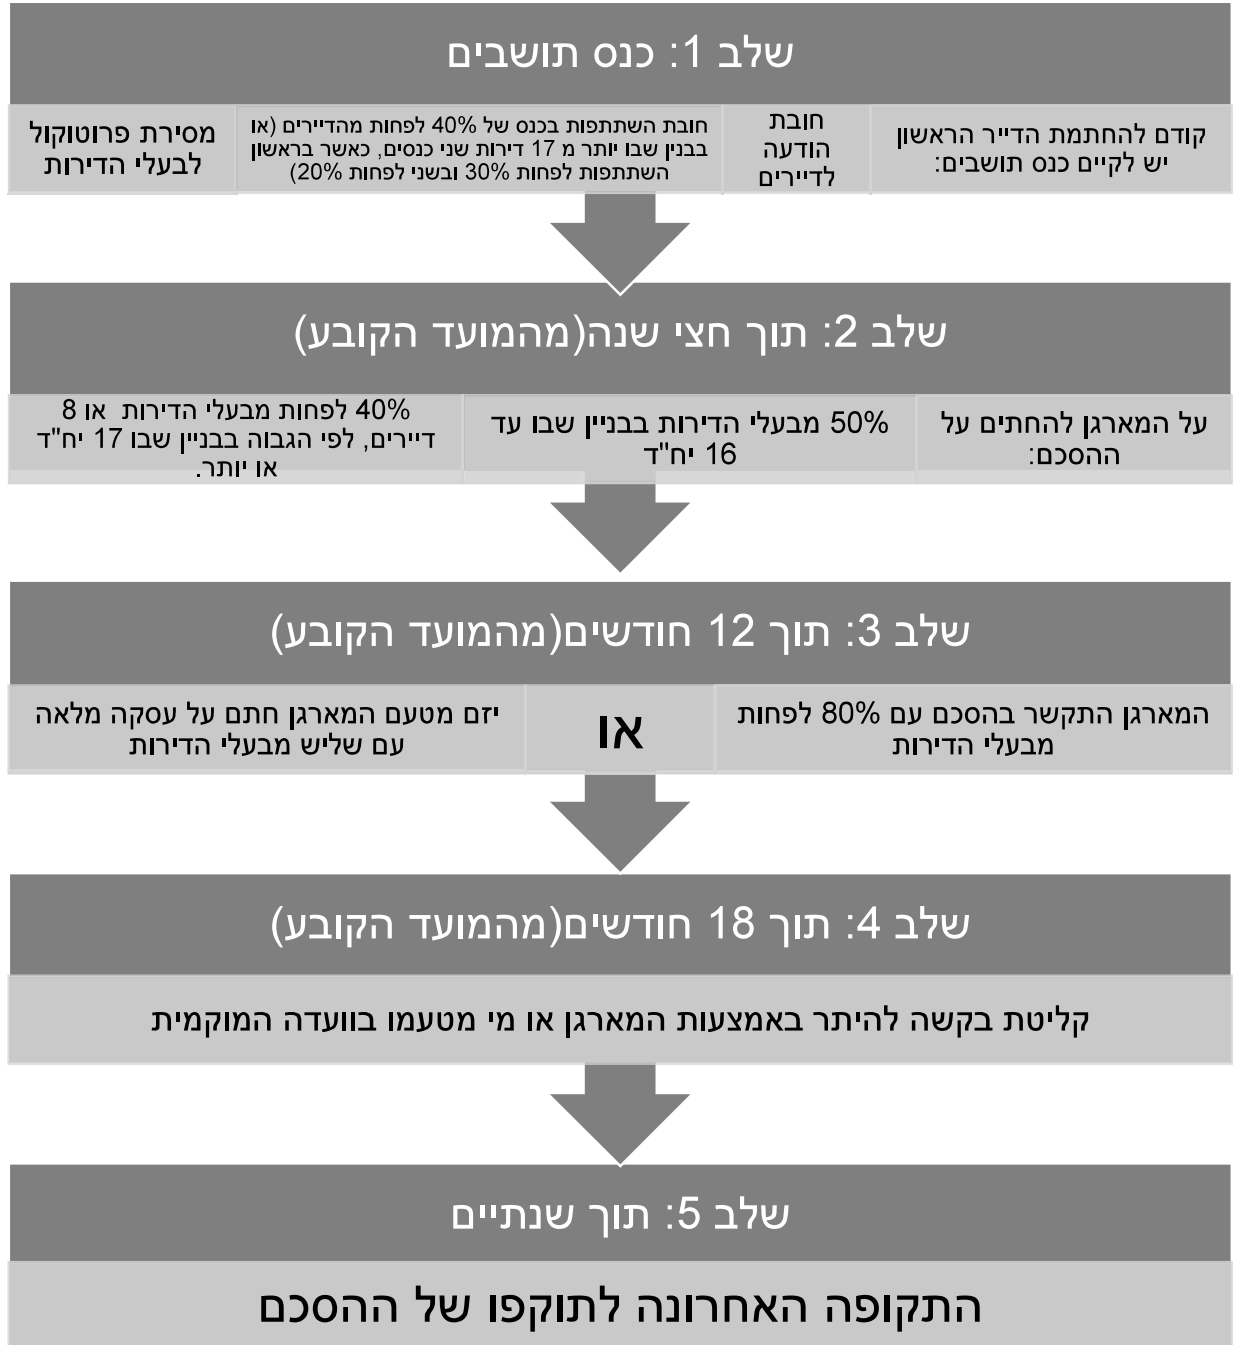 שלב 1: כנס תושבים
קודם להחתמת הדייר הראשון
יש לקיים כנס תושבים:
חובת
הודעה
לדיירים
חובת השתתפות בכנס של 40% לפחות מהדיירים (או
בבנין שבו יותר מ 17 דירות שני כנסים, כאשר בראשון
השתתפות לפחות 30% ובשני לפחות 20%)
מסירת פרוטוקול
לבעלי הדירות
שלב 2: תוך חצי שנה(מהמועד הקובע)
על המארגן להחתים על
ההסכם:
50% מבעלי הדירות בבניין שבו עד
16 יח"ד
40% לפחות מבעלי הדירות או 8
דיירים, לפי הגבוה בבניין שבו 17 יח"ד
או יותר.
שלב 3: תוך 12 חודשים(מהמועד הקובע)
המארגן התקשר בהסכם עם 80% לפחות
מבעלי הדירות
או
יזם מטעם המארגן חתם על עסקה מלאה
עם שליש מבעלי הדירות
שלב 4: תוך 18 חודשים(מהמועד הקובע)
קליטת בקשה להיתר באמצעות המארגן או מי מטעמו בוועדה המוקמית
שלב 5: תוך שנתיים
התקופה האחרונה לתוקפו של ההסכם